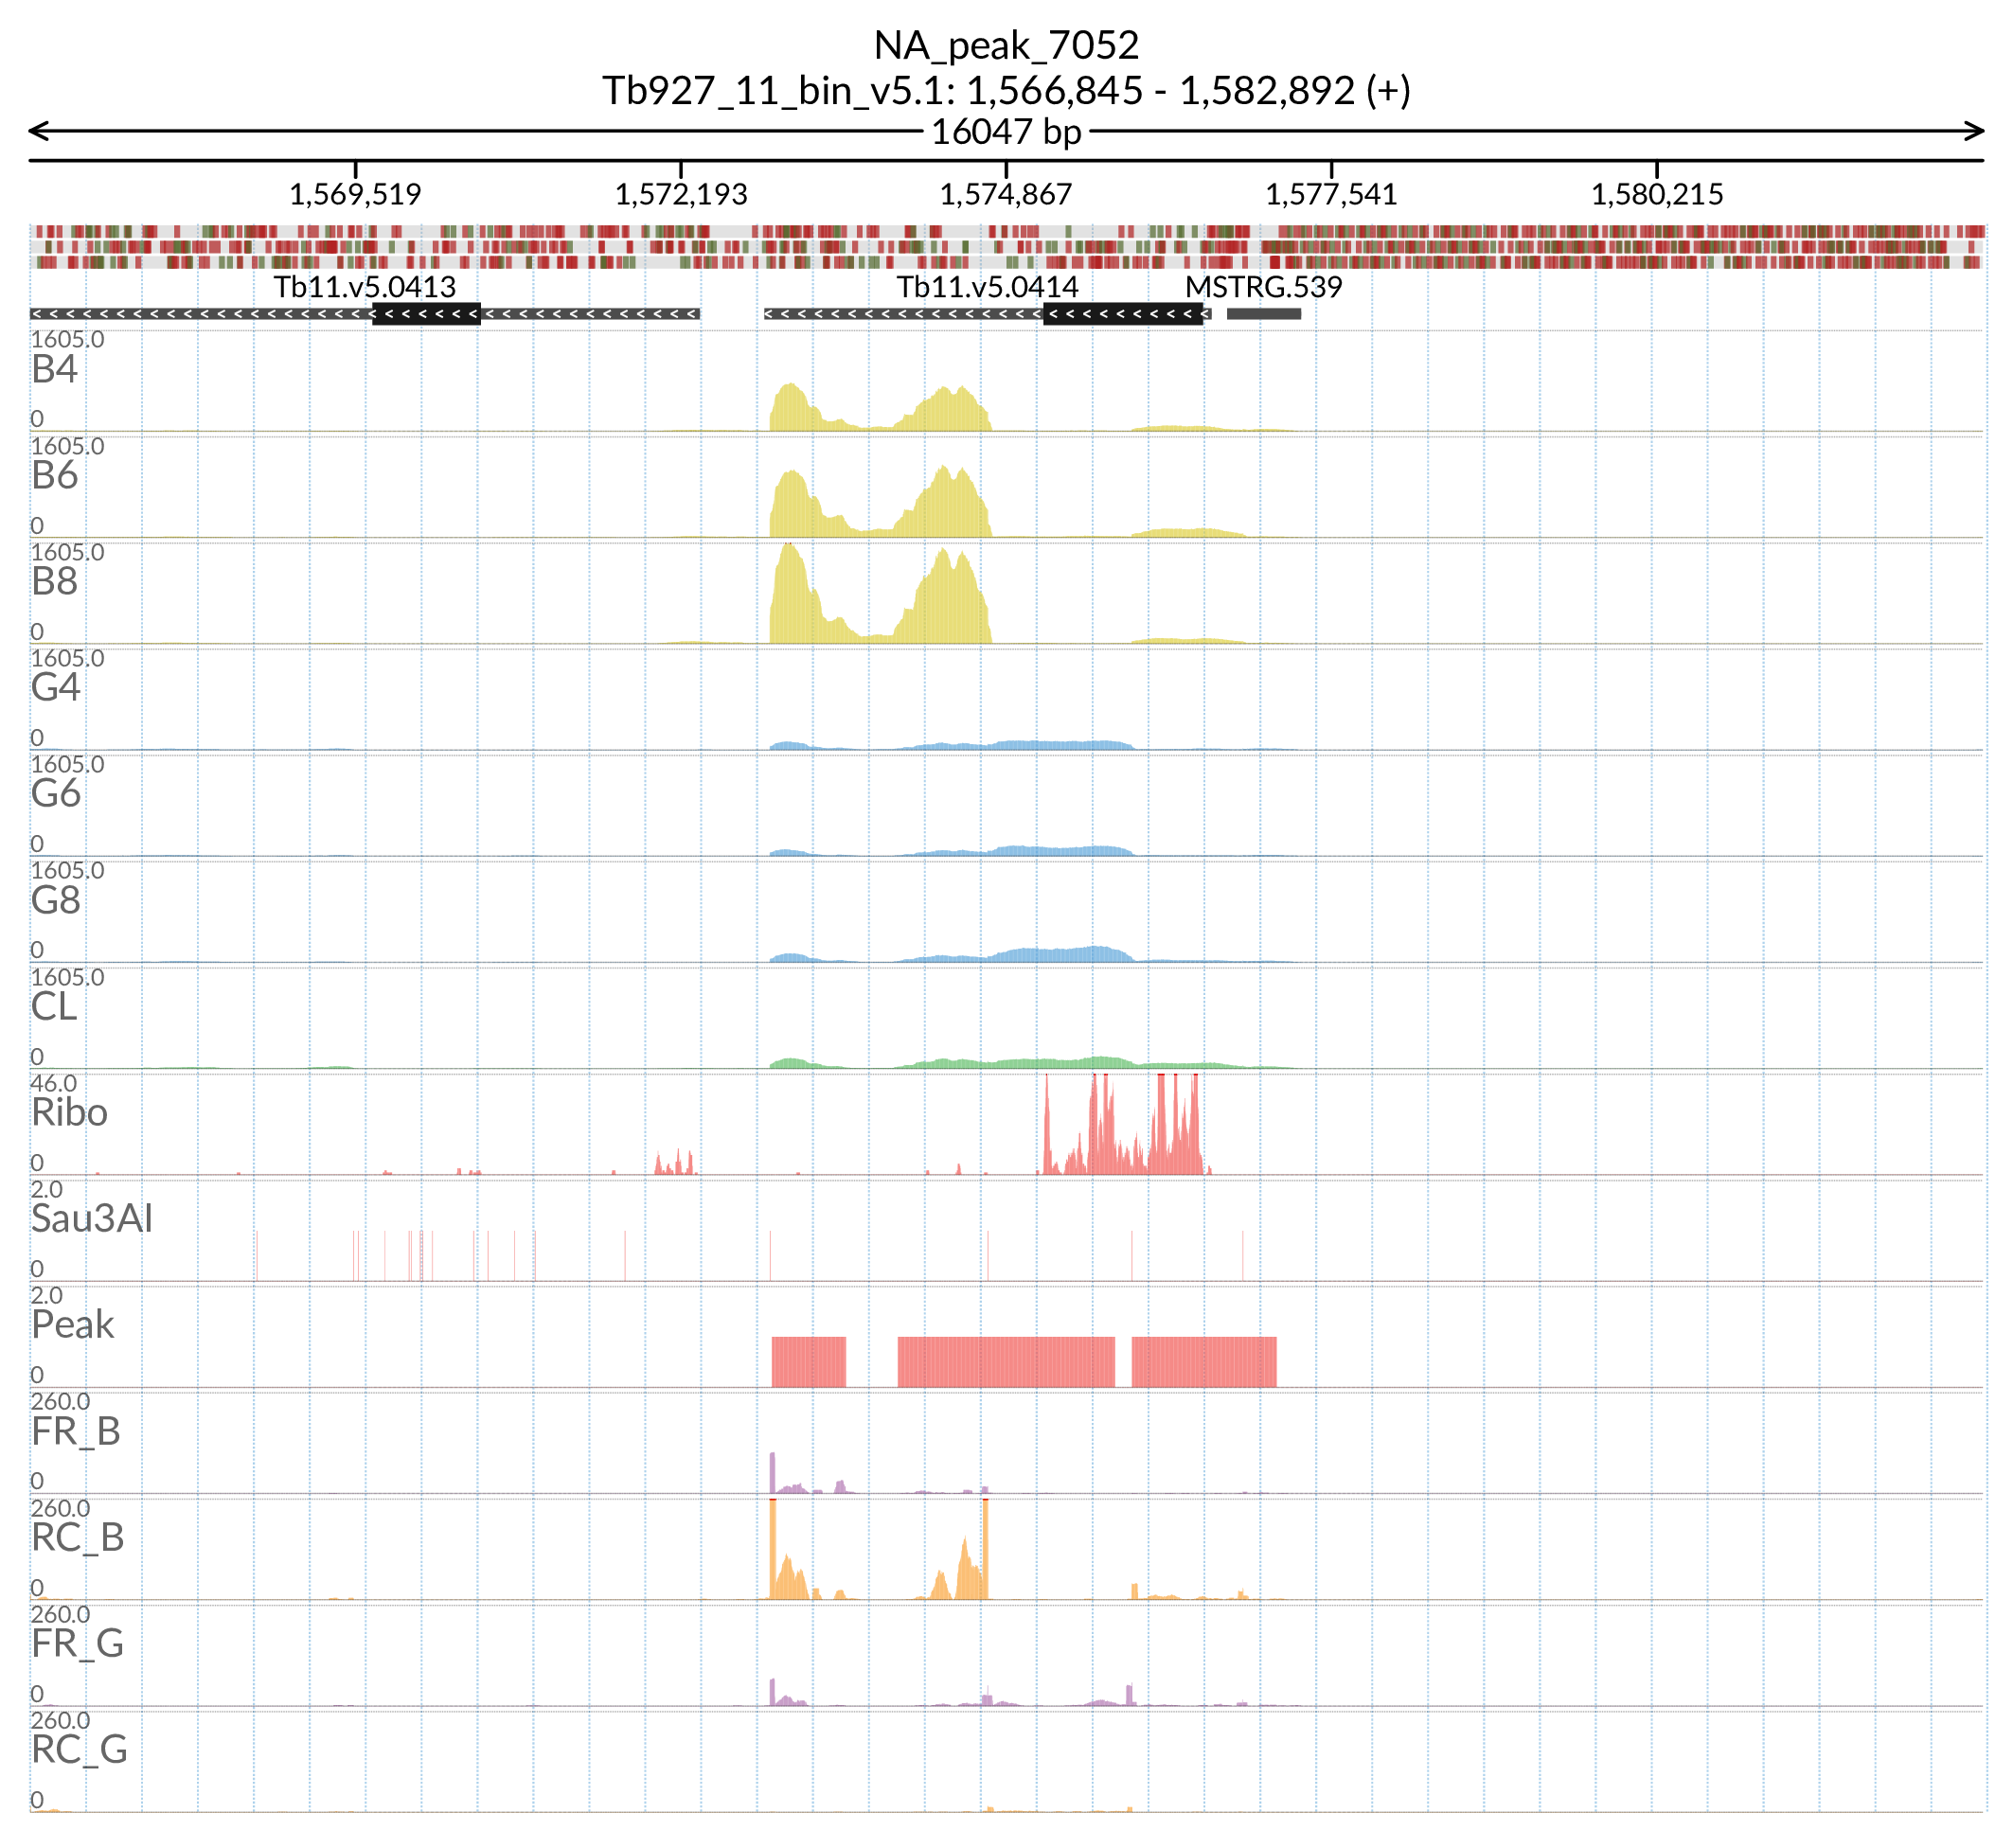 NA_peak_7052
Tb927_11_bin_v5.1: 1,566,845 - 1,582,892 (+)
16047 bp
1,569,519 1,572,193 1,574,867 1,577,541 1,580,215
Tb11.v5.0413 Tb11.v5.0414 MSTRG.539
1605.0
B4
0
1605.0
B6
0
1605.0
B8
0
1605.0
G4
0
1605.0
G6
0
1605.0
G8
0
1605.0
CL
0
46.0
Ribo
0
2.0
Sau3AI
0
2.0
Peak
0
260.0
FR_B
0
260.0
RC_B
0
260.0
FR_G
0
260.0
RC_G
0